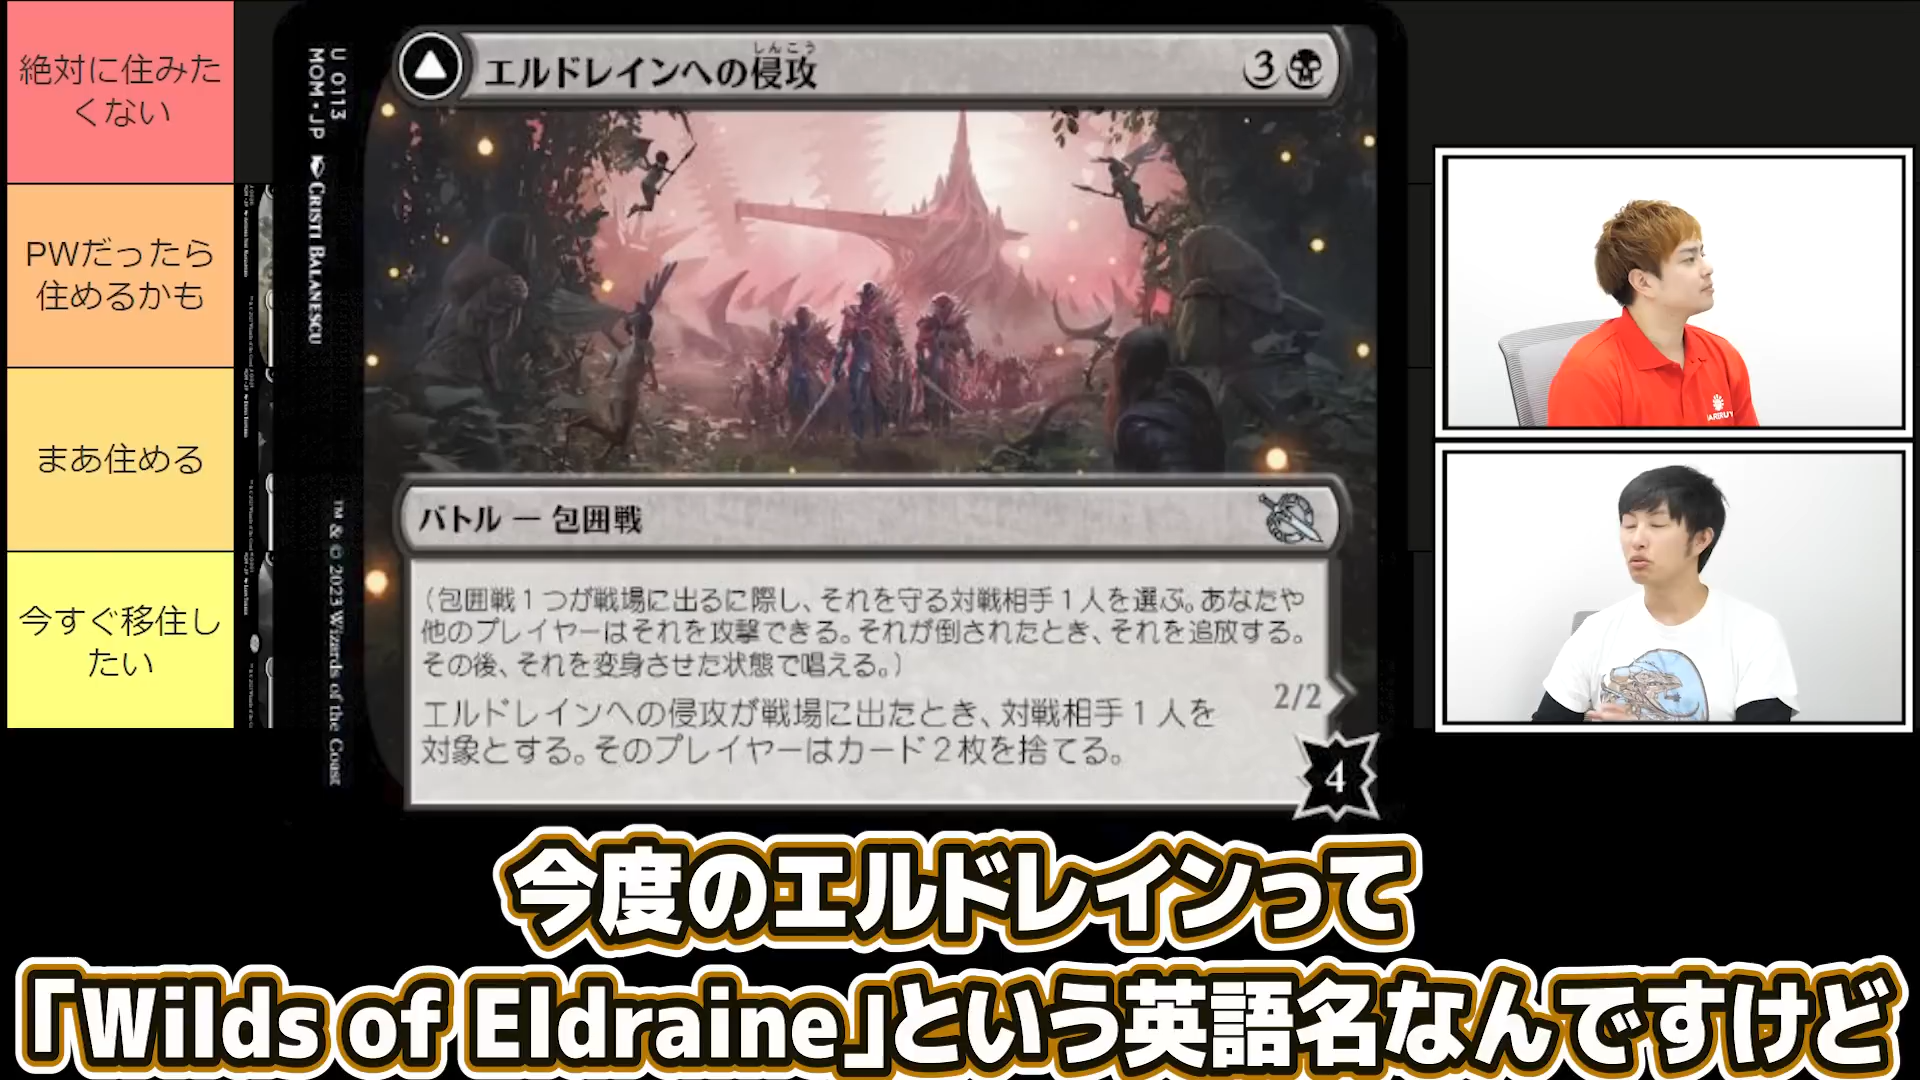 絶対に住みた
くない
PWだったら
住めるかも
まあ住める
今すぐ移住し
たい
U 0113
MOM・JP CRISTI BALANESCU
™ & © 2023 Wizards of the Coast
しんこう
エルドレインへの侵攻
3
バトル — 包囲戦
（包囲戦１つが戦場に出るに際し、それを守る対戦相手１人を選ぶ。あなたや
他のプレイヤーはそれを攻撃できる。それが倒されたとき、それを追放する。
その後、それを変身させた状態で唱える。）
エルドレインへの侵攻が戦場に出たとき、対戦相手１人を
対象とする。そのプレイヤーはカード２枚を捨てる。
2/2
4
今度のエルドレインって
「Wilds of Eldraine」という英語名なんですけど